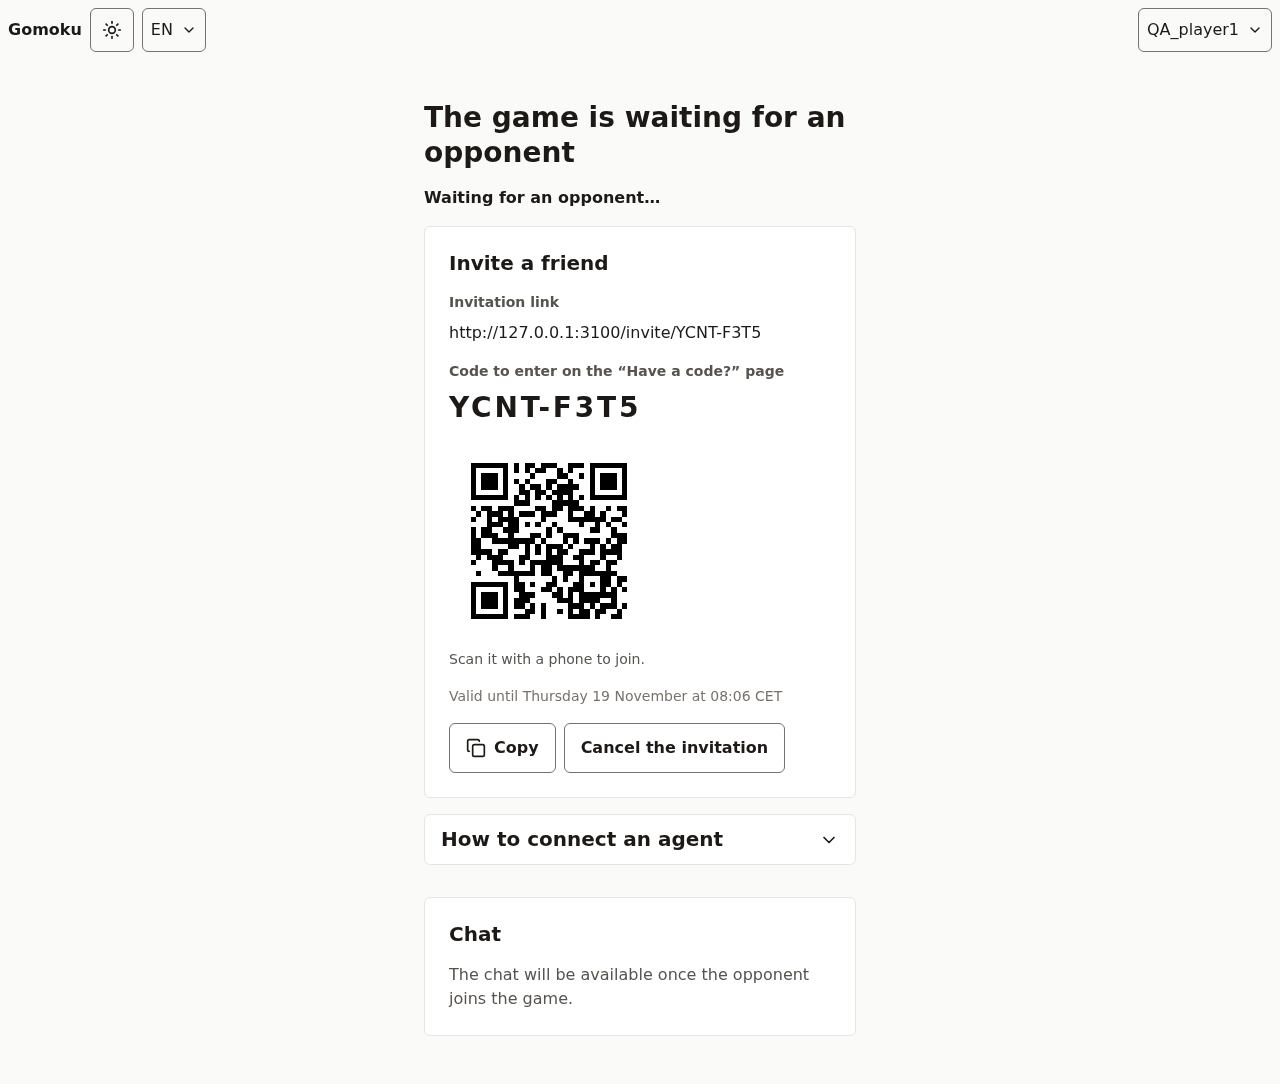 Gomoku
EN
QA_player1
The game is waiting for an
opponent
Waiting for an opponent…
Invite a friend
Invitation link
http://127.0.0.1:3100/invite/YCNT-F3T5
Code to enter on the “Have a code?” page
YCNT-F3T5
Scan it with a phone to join.
Valid until Thursday 19 November at 08:06 CET
Copy
Cancel the invitation
How to connect an agent
Chat
The chat will be available once the opponent
joins the game.